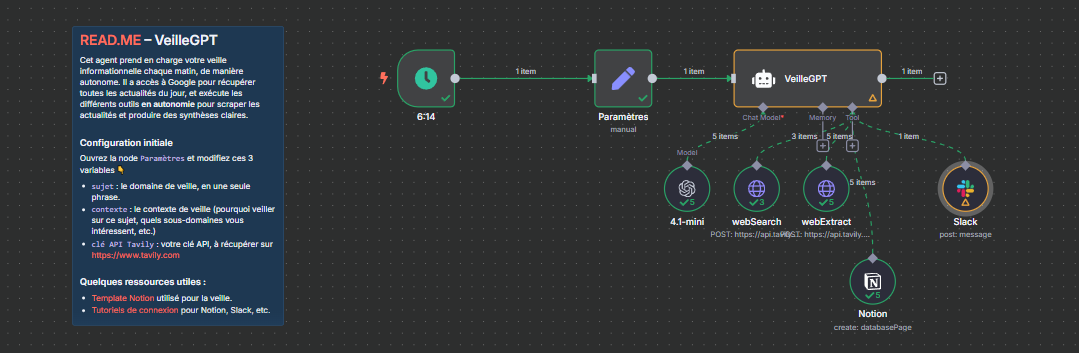 READ.ME – VeilleGPT
Cet agent prend en charge votre veille
informationnelle chaque matin, de manière
autonome. Il a accès à Google pour récupérer
toutes les actualités du jour, et exécute les
différents outils en autonomie pour scraper les
actualités et produire des synthèses claires.
Configuration initiale
Ouvrez la node Paramètres et modifiez ces 3
variables 👇
• sujet : le domaine de veille, en une seule
phrase.
• contexte : le contexte de veille (pourquoi veiller
sur ce sujet, quels sous-domaines vous
intéressent, etc.)
• clé API Tavily : votre clé API, à récupérer sur
https://www.tavily.com
Quelques ressources utiles :
• Template Notion utilisé pour la veille.
• Tutoriels de connexion pour Notion, Slack, etc.
1 item
1 item
VeilleGPT
1 item
6:14
Paramètres
manual
Chat Model*
Memory
Tool
5 items
3 items
5 items
1 item
Model
5 items
5
3
5
4.1-mini
webSearch
webExtract
Slack
POST: https://api.tavily.
POST: https://api.tavily....
post: message
5
Notion
create: databasePage